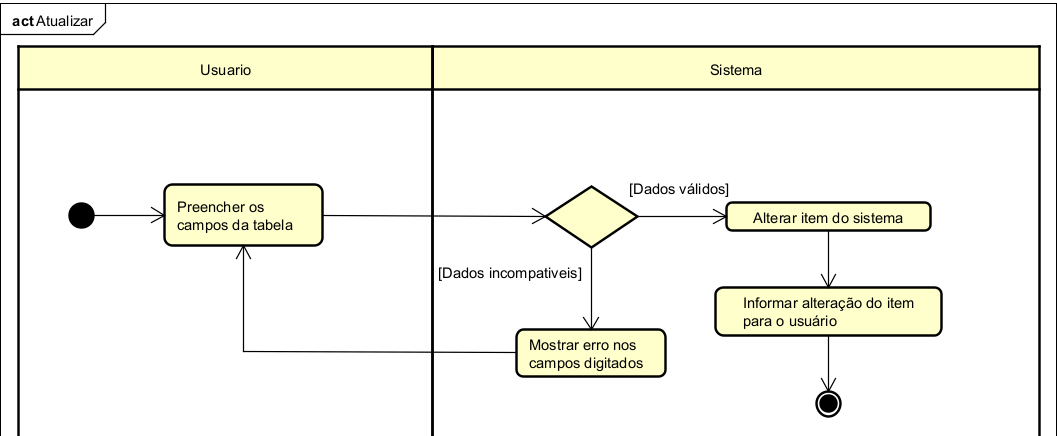 act Atualizar
Usuario
Sistema
Preencher os
campos da tabela
[Dados válidos]
Alterar item do sistema
[Dados incompativeis]
Informar alteração do item
para o usuário
Mostrar erro nos
campos digitados